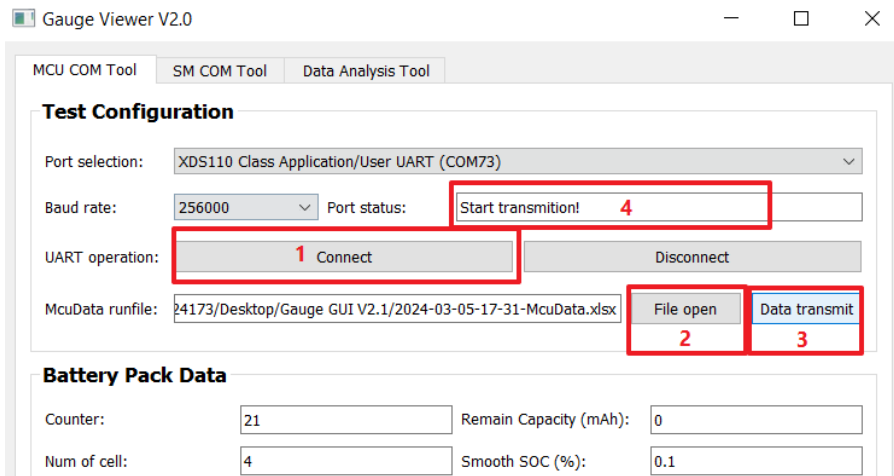 Gauge Viewer V2.0
MCU COM Tool SM COM Tool Data Analysis Tool
Test Configuration
Port selection: XDS110 Class Application/User UART (COM73)
Baud rate: 256000 Port status: Start transmition! 4
UART operation: 1 Connect Disconnect
McuData runfile: 24173/Desktop/Gauge GUI V2.1/2024-03-05-17-31-McuData.xlsx File open Data transmit
2 3
Battery Pack Data
Counter: 21 Remain Capacity (mAh): 0
Num of cell: 4 Smooth SOC (%): 0.1